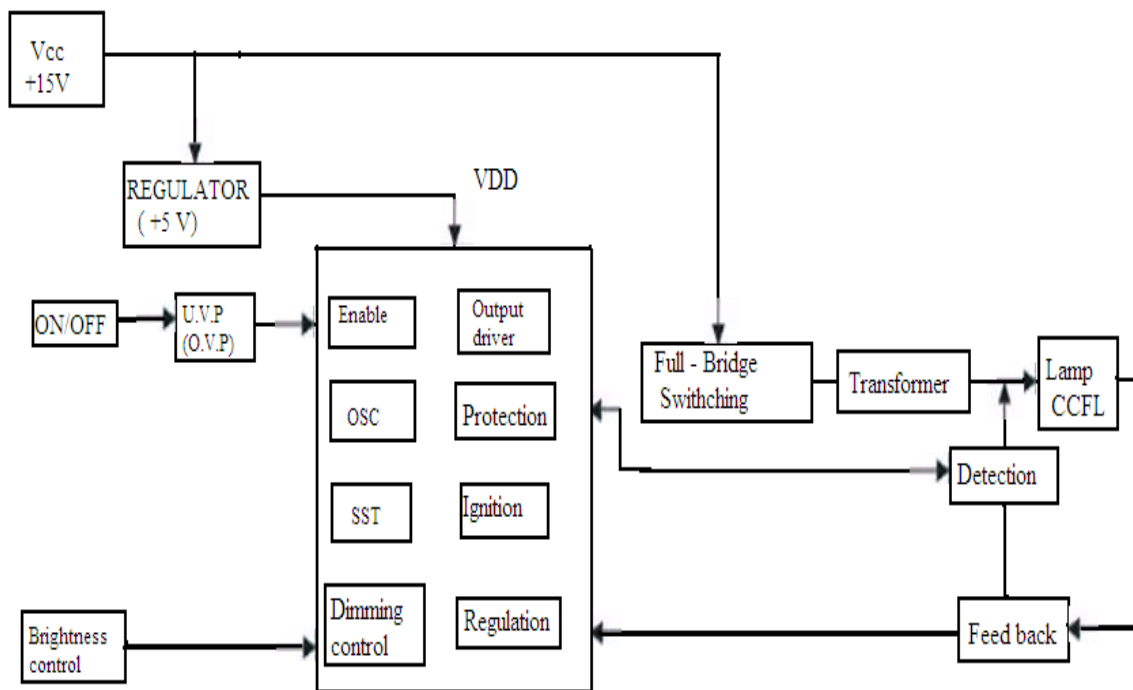 Vcc
+15V
REGULATOR
( +5 V)
VDD
ON/OFF
U.V.P
(O.V.P)
Enable
Output
driver
OSC
Protection
SST
Ignition
Dimming
control
Regulation
Brightness
control
Full - Bridge
Swithching
Transformer
Lamp
CCFL
Detection
Feed back